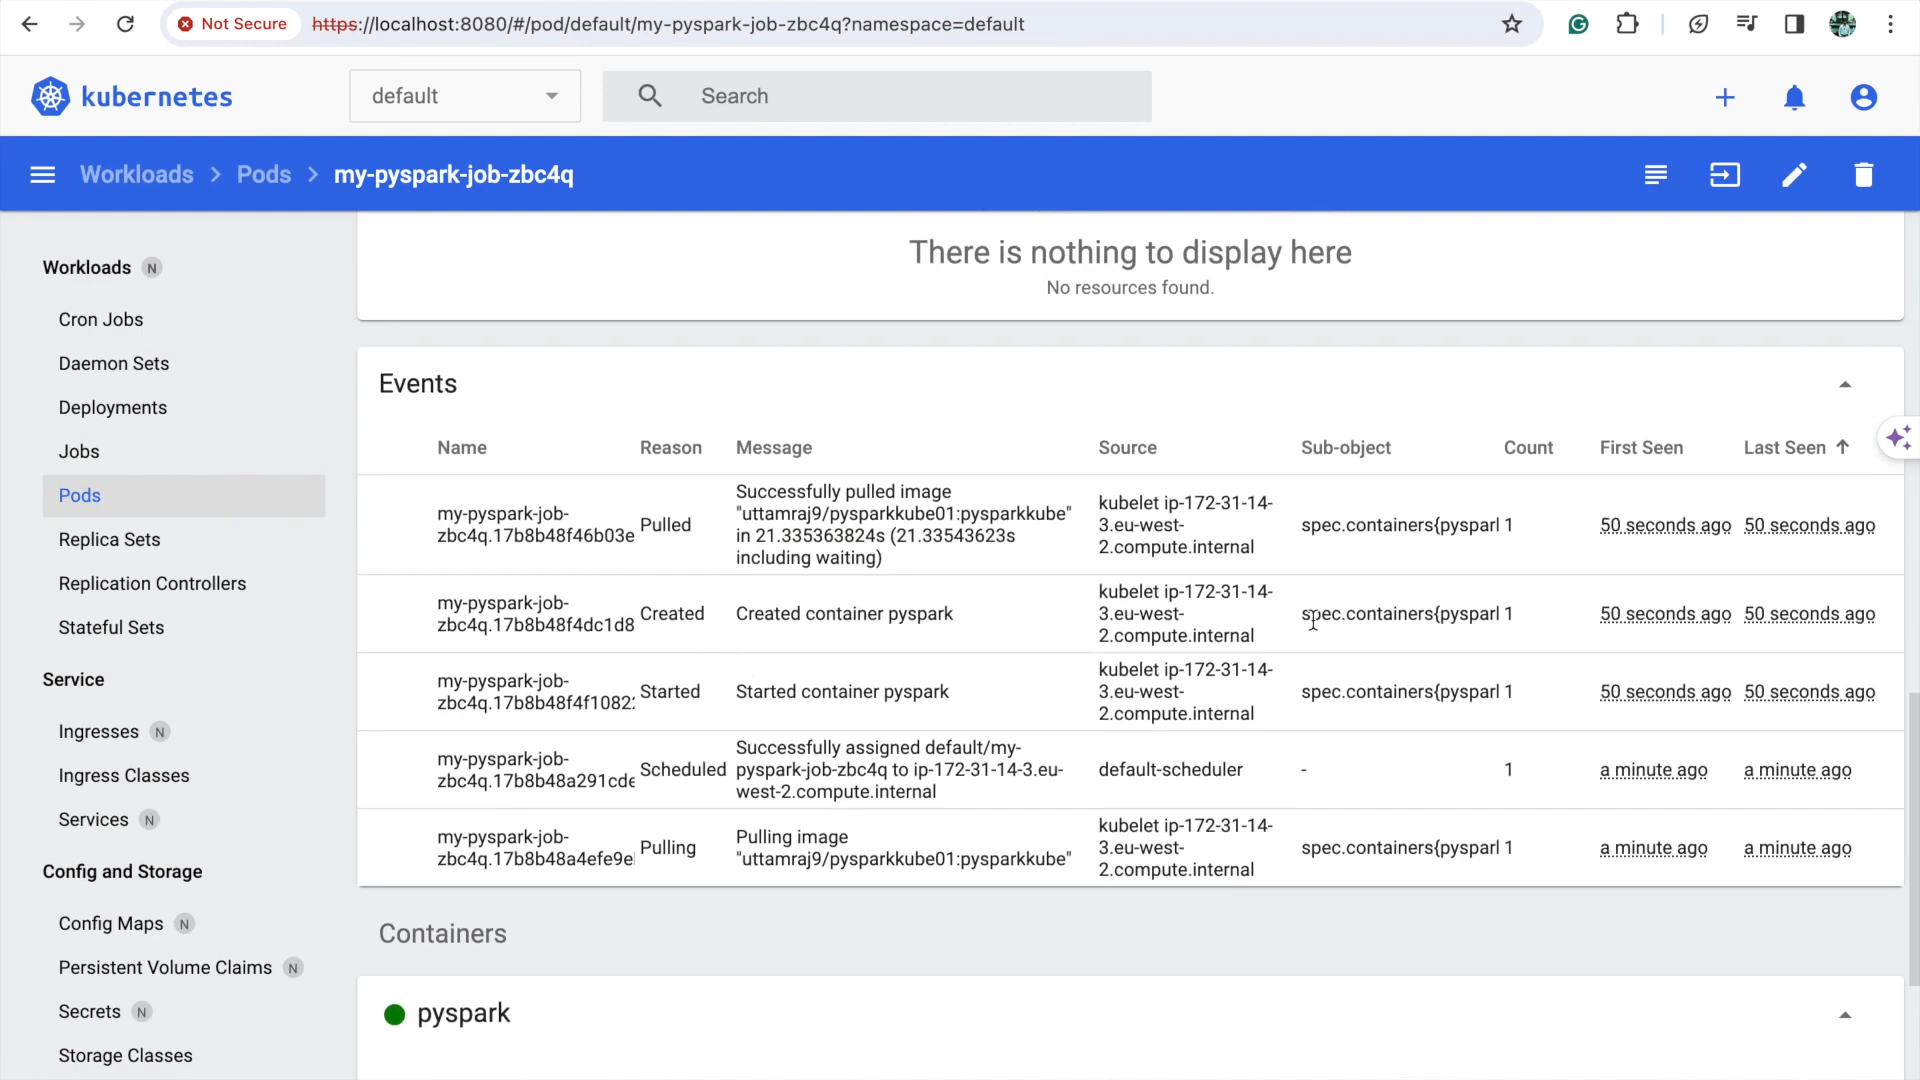 Not Secure https://localhost:8080/#/pod/default/my-pyspark-job-zbc4q?namespace=default
kubernetes
default
Search
Workloads > Pods > my-pyspark-job-zbc4q
Workloads N
Cron Jobs
Daemon Sets
Deployments
Jobs
Pods
Replica Sets
Replication Controllers
Stateful Sets
Service
Ingresses N
Ingress Classes
Services N
Config and Storage
Config Maps N
Persistent Volume Claims N
Secrets N
Storage Classes
There is nothing to display here
No resources found.
Events
Name Reason Message Source Sub-object Count First Seen Last Seen
my-pyspark-job-
zbc4q.17b8b48f46b03e
Pulled
Successfully pulled image
"uttamraj9/pysparkkube01:pysparkkube"
in 21.335363824s (21.33543623s
including waiting)
kubelet ip-172-31-14-
3.eu-west-
2.compute.internal
spec.containers{pysparl 1 50 seconds ago 50 seconds ago
my-pyspark-job-
zbc4q.17b8b48f4dc1d8
Created
Created container pyspark
kubelet ip-172-31-14-
3.eu-west-
2.compute.internal
spec.containers{pysparl 1 50 seconds ago 50 seconds ago
my-pyspark-job-
zbc4q.17b8b48f4f1082
Started
Started container pyspark
kubelet ip-172-31-14-
3.eu-west-
2.compute.internal
spec.containers{pysparl 1 50 seconds ago 50 seconds ago
my-pyspark-job-
zbc4q.17b8b48a291cde
Scheduled
Successfully assigned default/my-
pyspark-job-zbc4q to ip-172-31-14-3.eu-
west-2.compute.internal
default-scheduler
- 1 a minute ago a minute ago
my-pyspark-job-
zbc4q.17b8b48a4efe9e
Pulling
Pulling image
"uttamraj9/pysparkkube01:pysparkkube"
kubelet ip-172-31-14-
3.eu-west-
2.compute.internal
spec.containers{pysparl 1 a minute ago a minute ago
Containers
pyspark